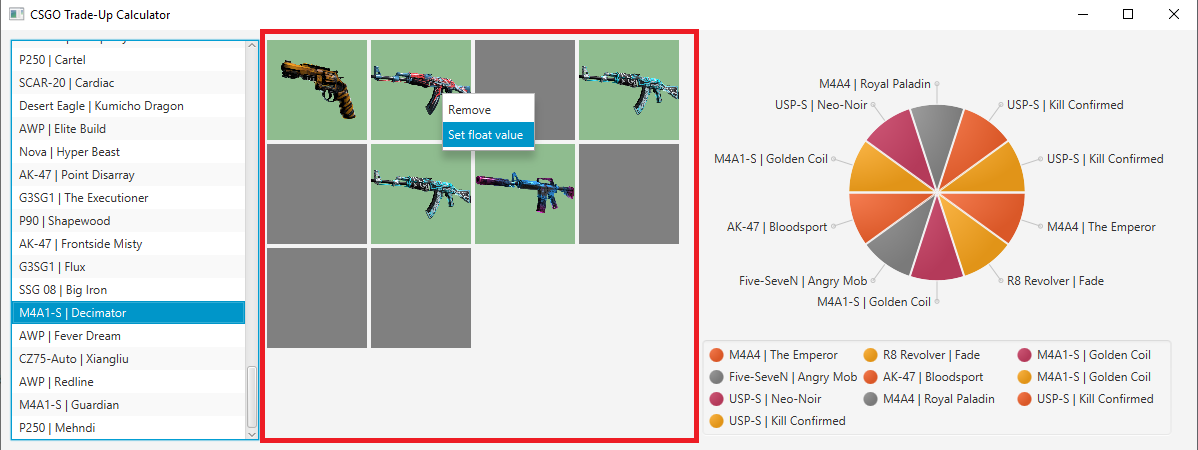 CSGO Trade-Up Calculator
P250 | Cartel
SCAR-20 | Cardiac
Desert Eagle | Kumicho Dragon
AWP | Elite Build
Nova | Hyper Beast
AK-47 | Point Disarray
G3SG1 | The Executioner
P90 | Shapewood
AK-47 | Frontside Misty
G3SG1 | Flux
SSG 08 | Big Iron
M4A1-S | Decimator
AWP | Fever Dream
CZ75-Auto | Xiangliu
AWP | Redline
M4A1-S | Guardian
P250 | Mehndi
Remove
Set float value
M4A4 | Royal Paladin
USP-S | Neo-Noir
USP-S | Kill Confirmed
M4A1-S | Golden Coil
USP-S | Kill Confirmed
AK-47 | Bloodsport
M4A4 | The Emperor
Five-SeveN | Angry Mob
R8 Revolver | Fade
M4A1-S | Golden Coil
M4A4 | The Emperor
R8 Revolver | Fade
M4A1-S | Golden Coil
Five-SeveN | Angry Mob
AK-47 | Bloodsport
M4A1-S | Golden Coil
USP-S | Neo-Noir
M4A4 | Royal Paladin
USP-S | Kill Confirmed
USP-S | Kill Confirmed